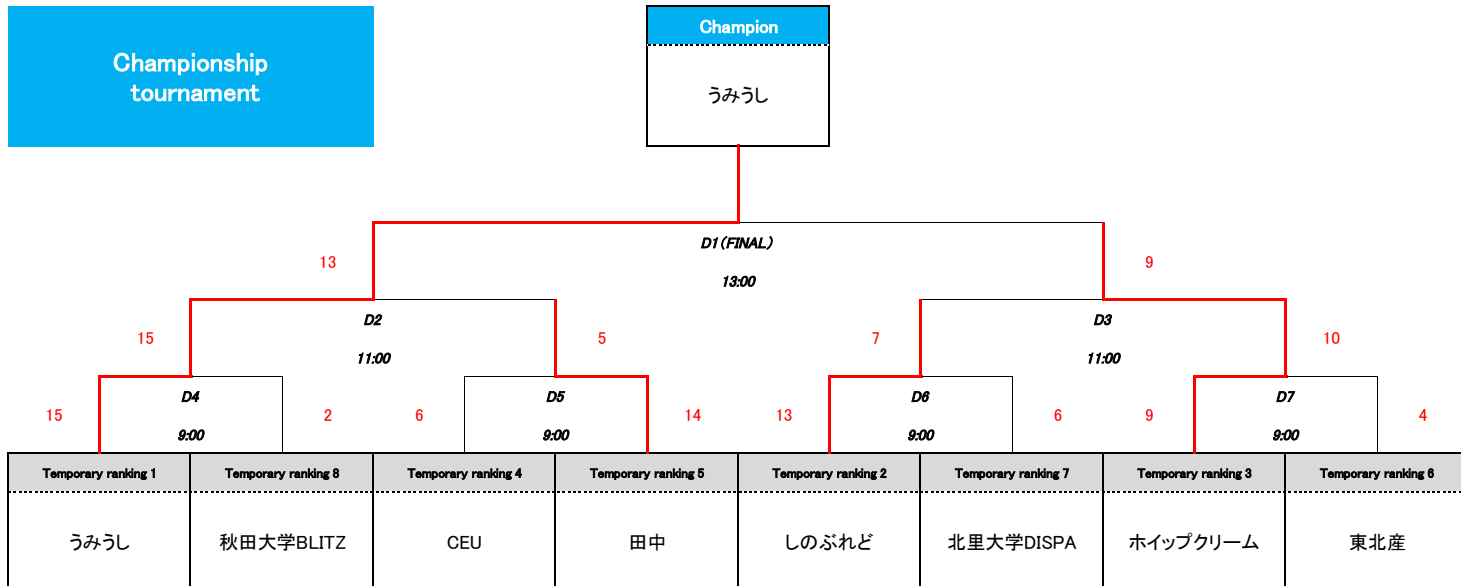 Championship
tournament
Champion
うみうし
D1(FINAL)
13
9
13:00
D2
D3
15
5
7
10
11:00
11:00
D4
D5
D6
D7
15
2
6
14
13
6
9
4
9:00
9:00
9:00
9:00
Temporary ranking 1
Temporary ranking 8
Temporary ranking 4
Temporary ranking 5
Temporary ranking 2
Temporary ranking 7
Temporary ranking 3
Temporary ranking 6
うみうし
秋田大学BLITZ
CEU
田中
しのぶれど
北里大学DISPA
ホイップクリーム
東北産